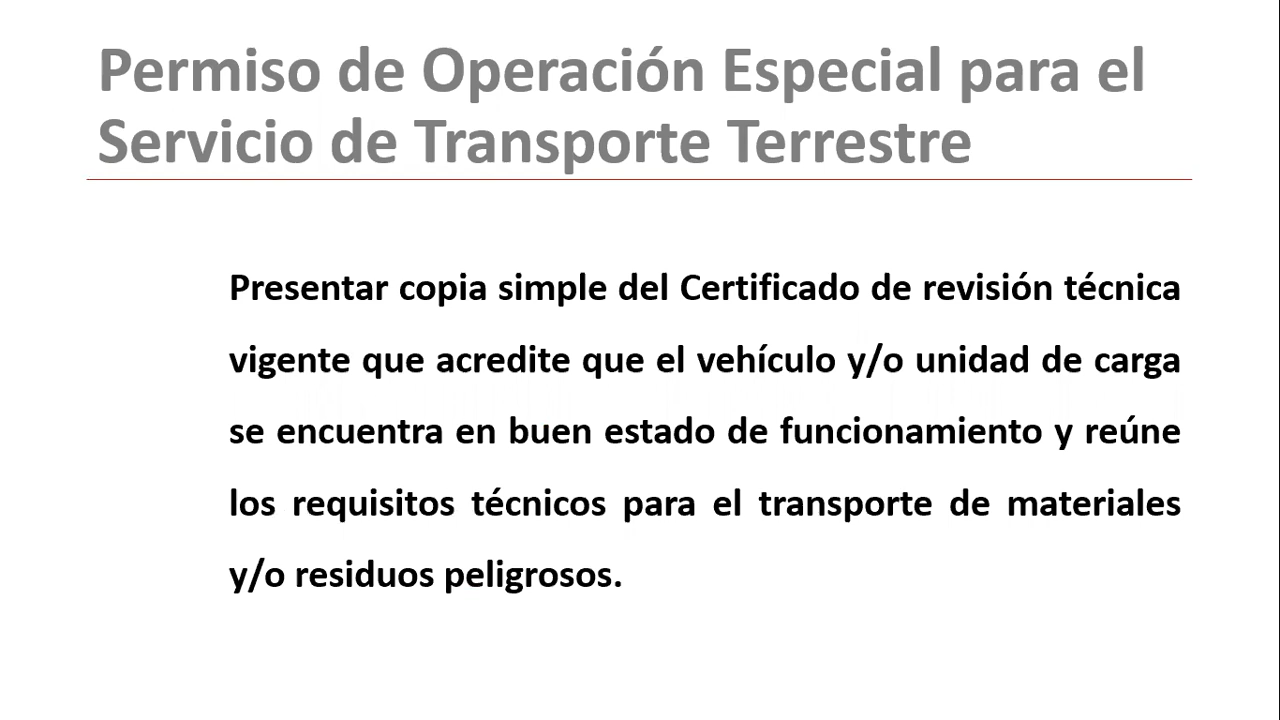 Permiso de Operación Especial para el
Servicio de Transporte Terrestre
Presentar copia simple del Certificado de revisión técnica
vigente que acredite que el vehículo y/o unidad de carga
se encuentra en buen estado de funcionamiento y reúne
los requisitos técnicos para el transporte de materiales
y/o residuos peligrosos.